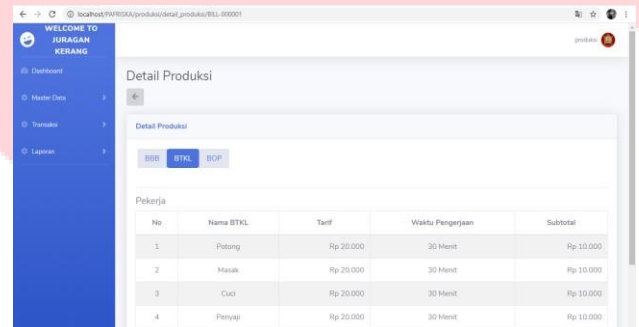 localhost/PAFRISKA/produksi/detail_produksi/BILL-000001
WELCOME TO
JURAGAN
KERANG
produksi
Dashboard
Master Data
Transaksi
Laporan
Detail Produksi
Detail Produksi
BBB BTKL BOP
Pekerja
No Nama BTKL Tarif Waktu Pengerjaan Subtotal
1 Potong Rp 20.000 30 Menit Rp 10.000
2 Masak Rp 20.000 30 Menit Rp 10.000
3 Cuci Rp 20.000 30 Menit Rp 10.000
4 Penyaji Rp 20.000 30 Menit Rp 10.000